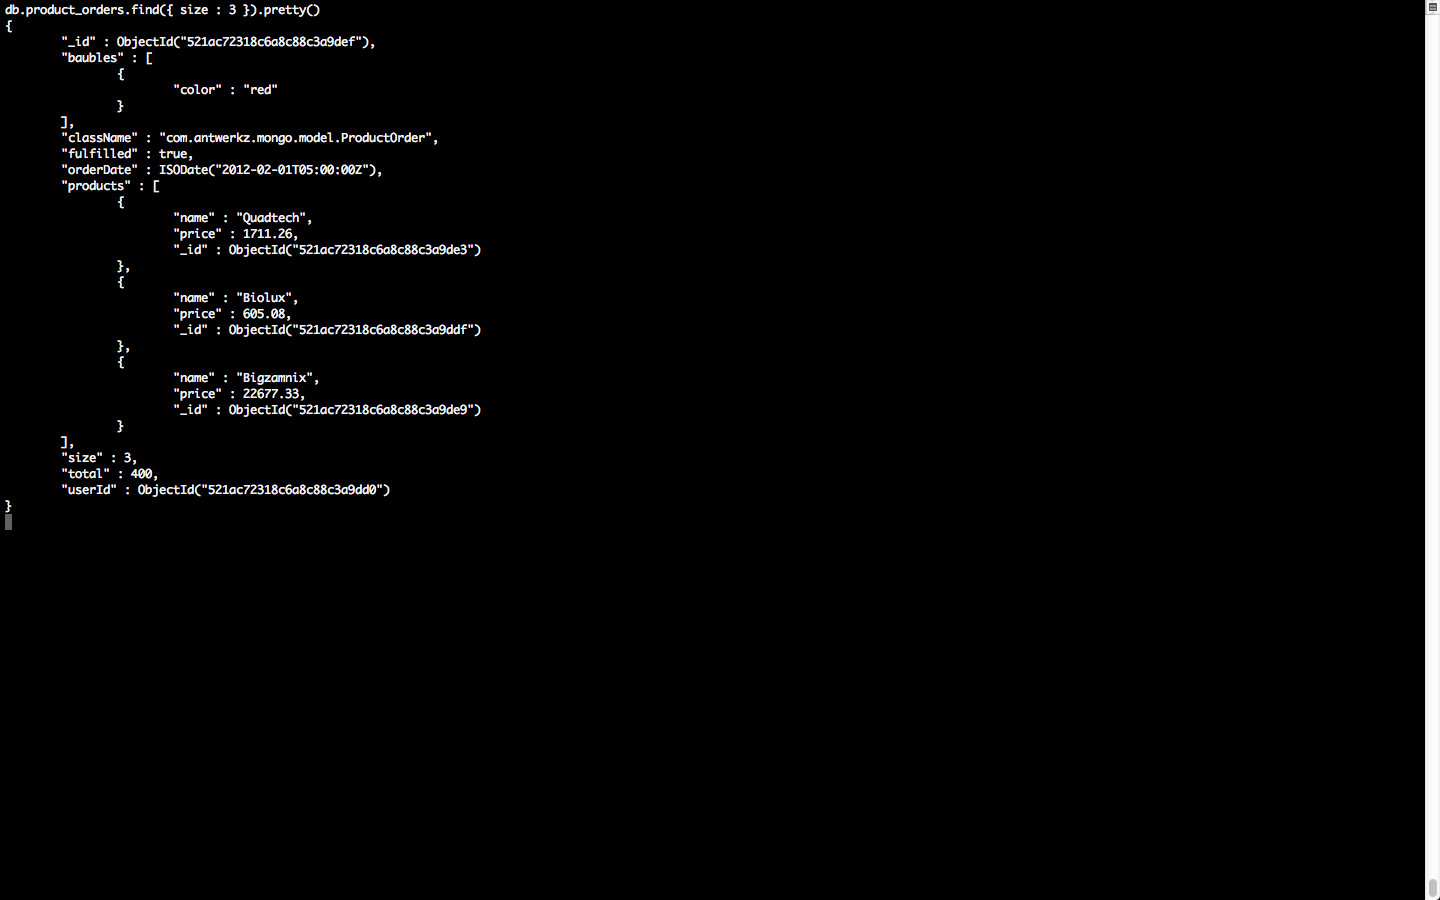 db.product_orders.find({ size : 3 }).pretty()
{
"_id" : ObjectId("521ac72318c6a8c88c3a9def"),
"baubles" : [
{
"color" : "red"
}
],
"className" : "com.antwerkz.mongo.model.ProductOrder",
"fulfilled" : true,
"orderDate" : ISODate("2012-02-01T05:00:00Z"),
"products" : [
{
"name" : "Quadtech",
"price" : 1711.26,
"_id" : ObjectId("521ac72318c6a8c88c3a9de3")
},
{
"name" : "Biolux",
"price" : 605.08,
"_id" : ObjectId("521ac72318c6a8c88c3a9ddf")
},
{
"name" : "Bigzamnix",
"price" : 22677.33,
"_id" : ObjectId("521ac72318c6a8c88c3a9de9")
}
],
"size" : 3,
"total" : 400,
"userId" : ObjectId("521ac72318c6a8c88c3a9dd0")
}